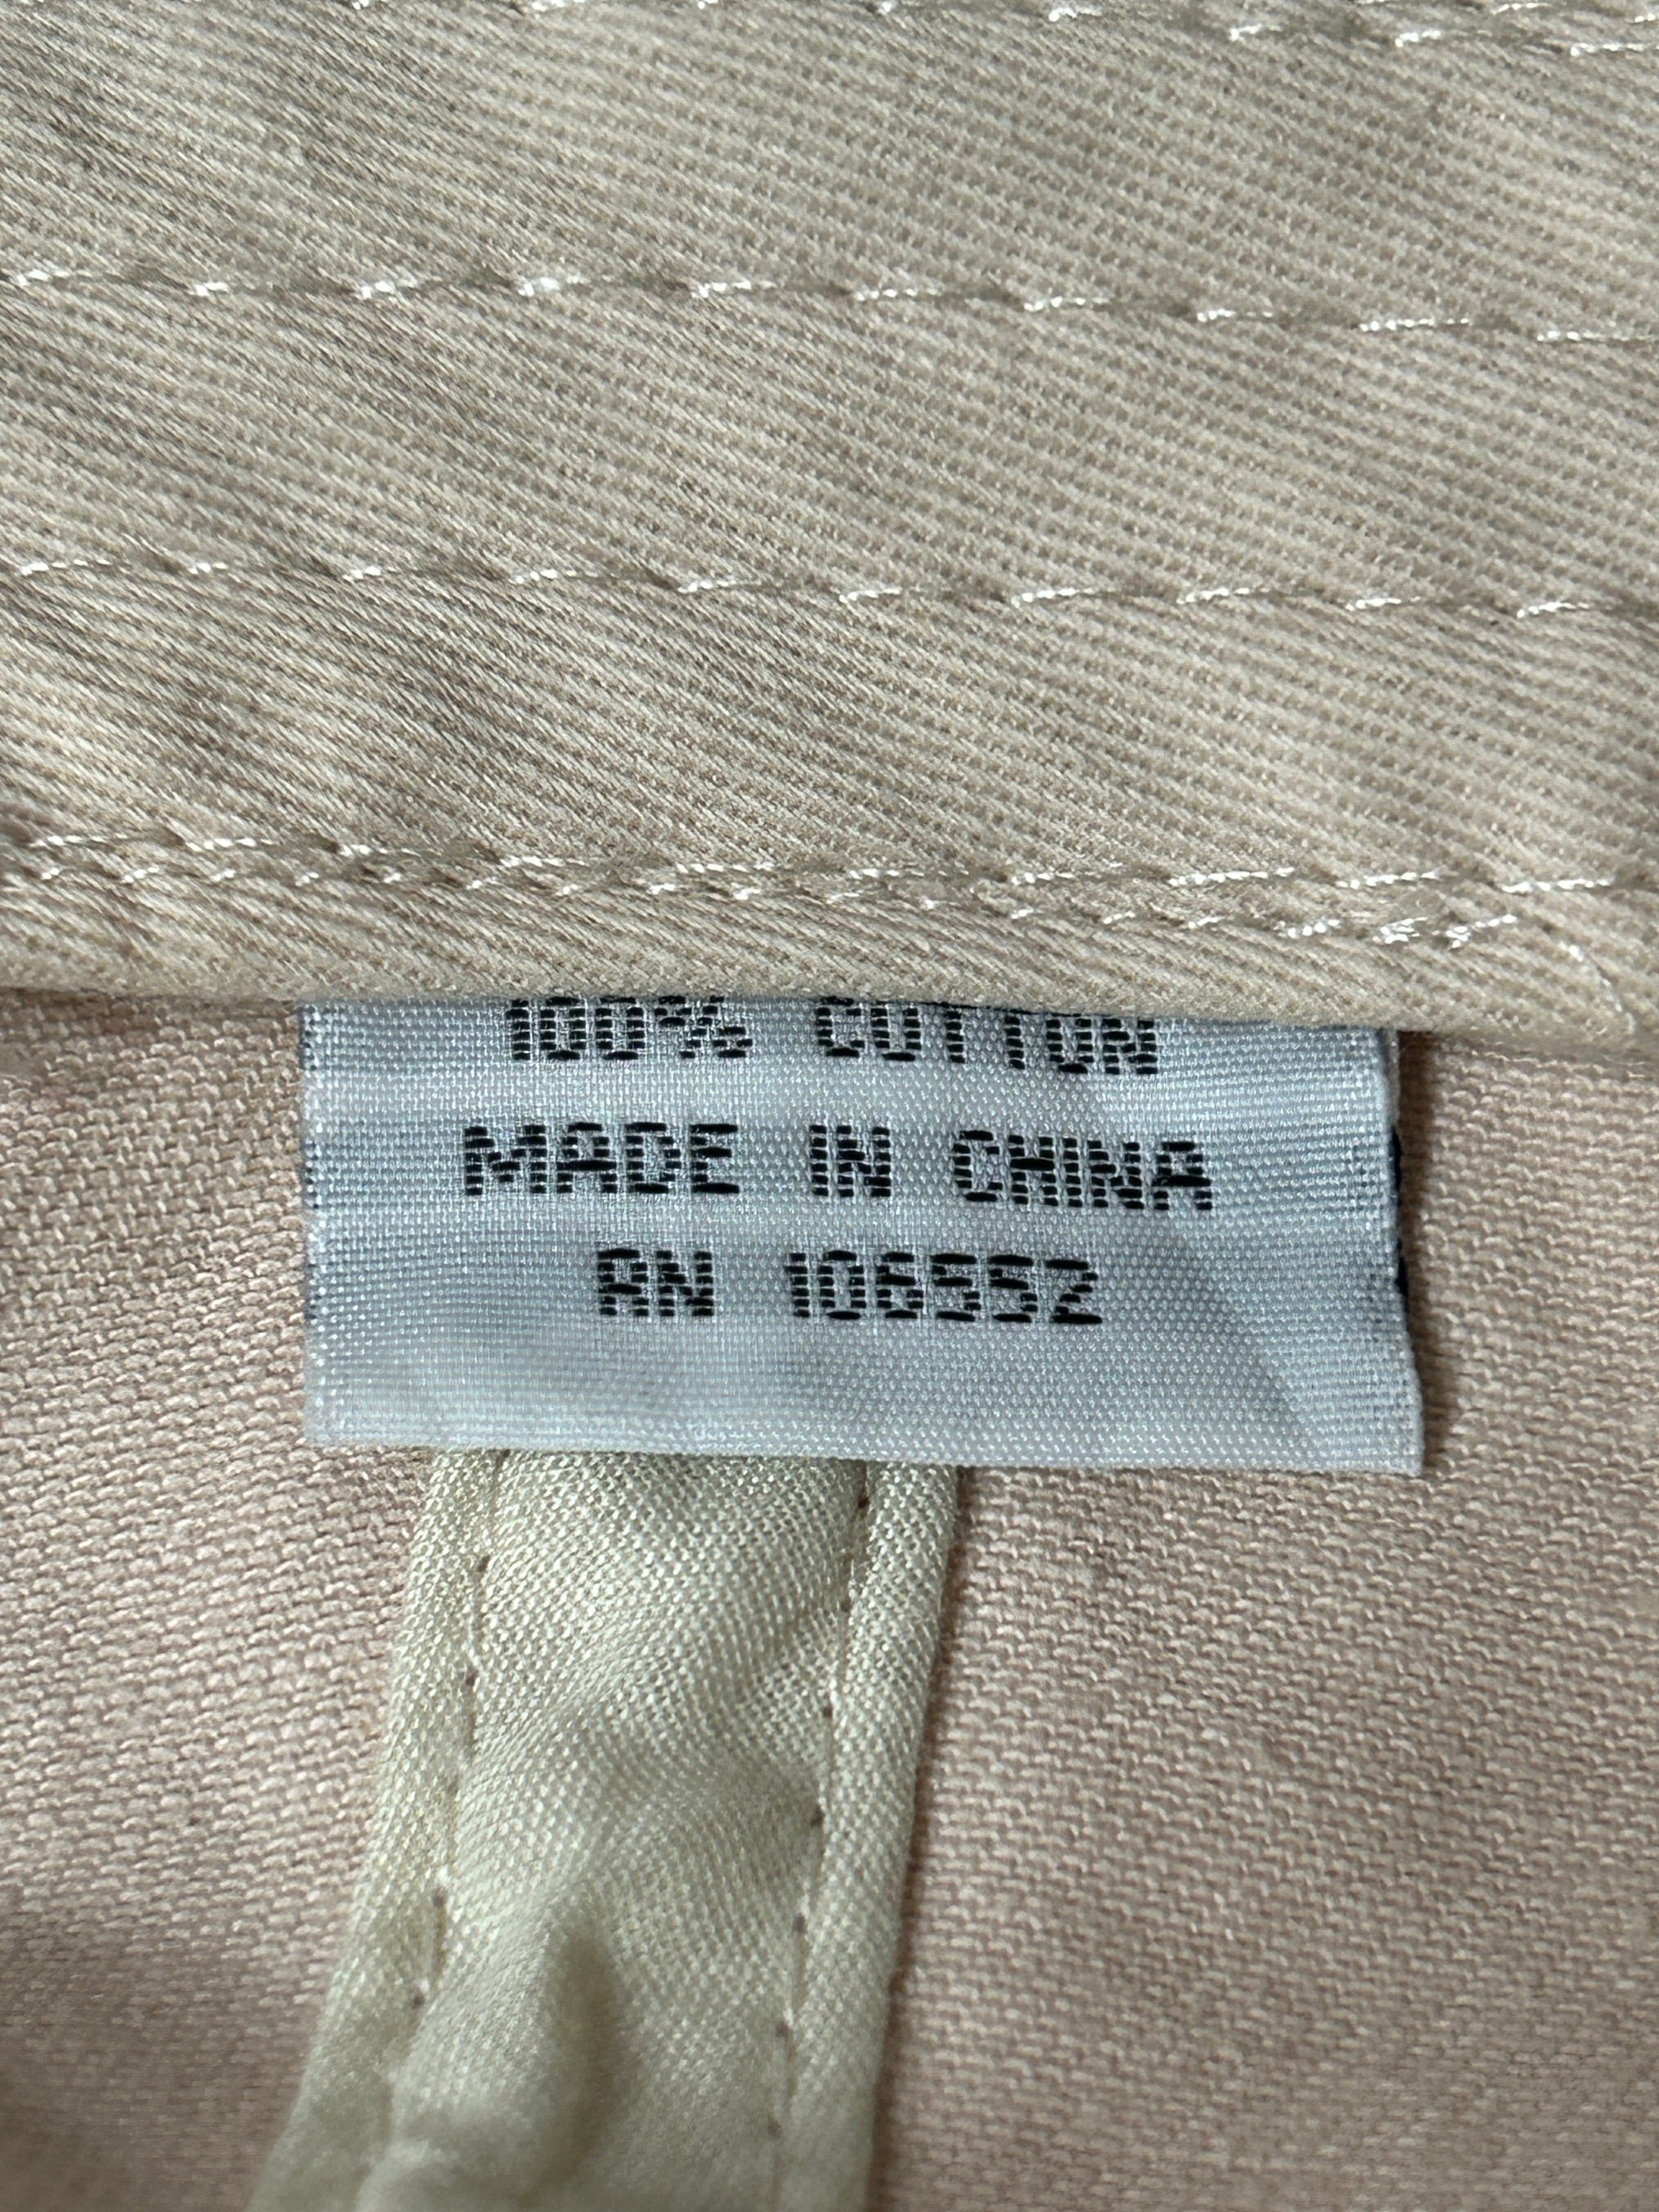 100% COTTON
MADE IN CHINA
RN 106552